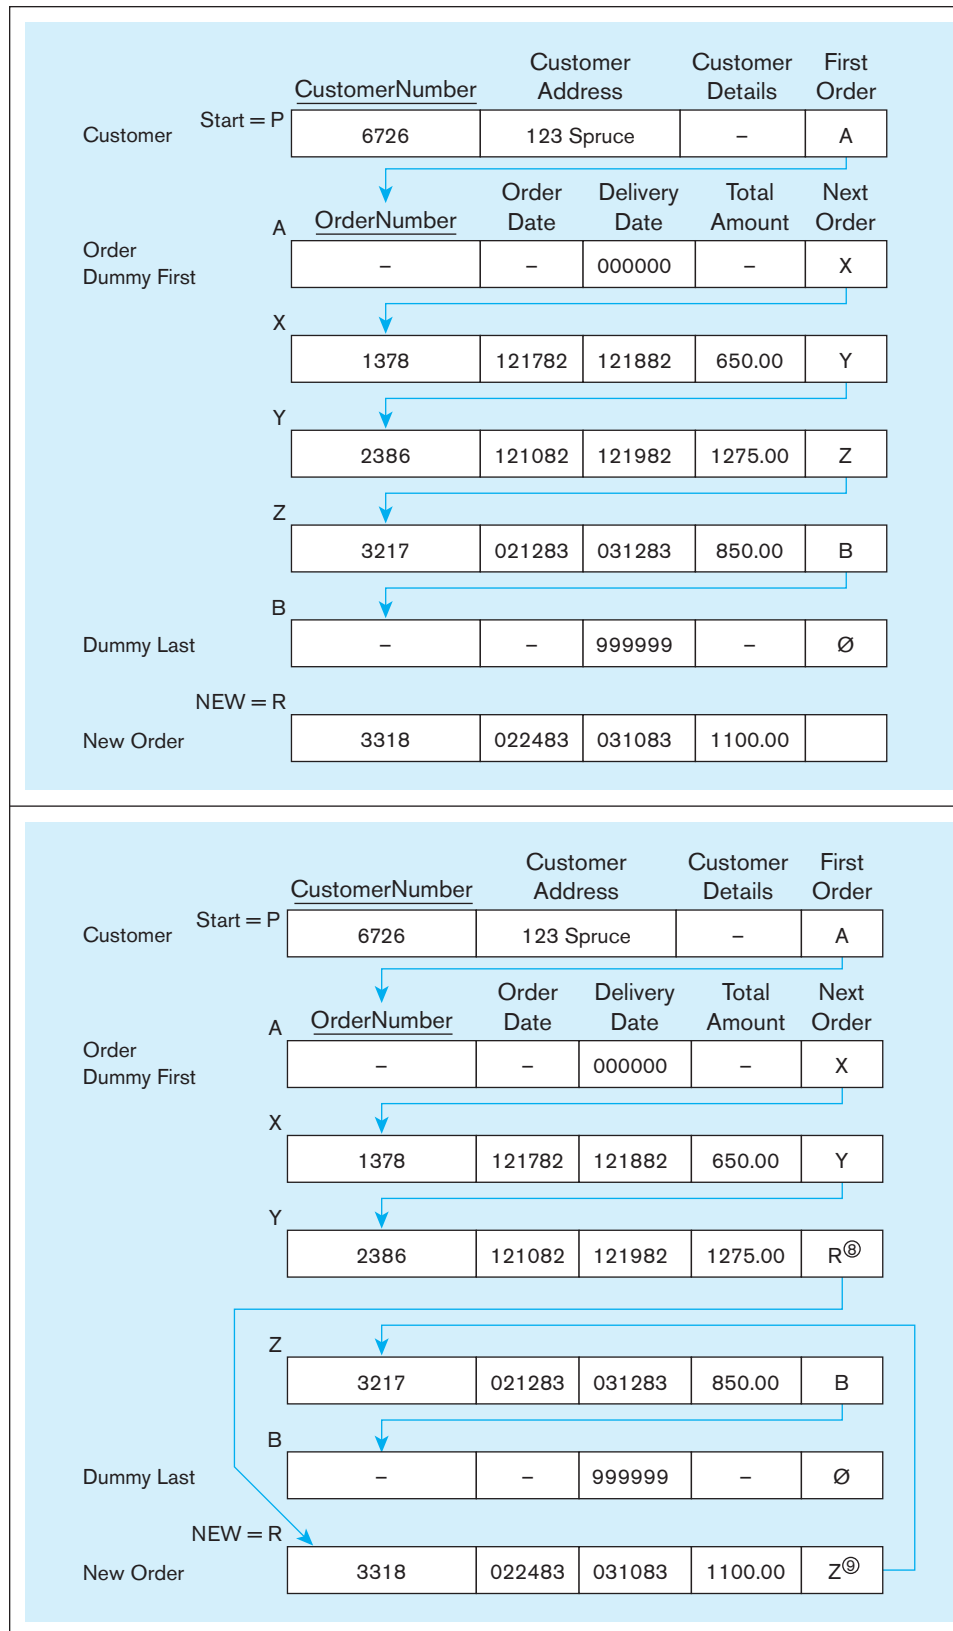 Customer Customer First
CustomerNumber Address Details Order
Start = P
Customer 6726 123 Spruce – A
Order Delivery Total Next
A OrderNumber Date Date Amount Order
Order
Dummy First – – 000000 – X
X
1378 121782 121882 650.00 Y
Y
2386 121082 121982 1275.00 Z
Z
3217 021283 031283 850.00 B
B
Dummy Last – – 999999 – Ø
NEW = R
New Order 3318 022483 031083 1100.00
Customer Customer First
CustomerNumber Address Details Order
Start = P
Customer 6726 123 Spruce – A
Order Delivery Total Next
A OrderNumber Date Date Amount Order
Order
Dummy First – – 000000 – X
X
1378 121782 121882 650.00 Y
Y
2386 121082 121982 1275.00 R⑧
Z
3217 021283 031283 850.00 B
B
Dummy Last – – 999999 – Ø
NEW = R
New Order 3318 022483 031083 1100.00 Z⑨